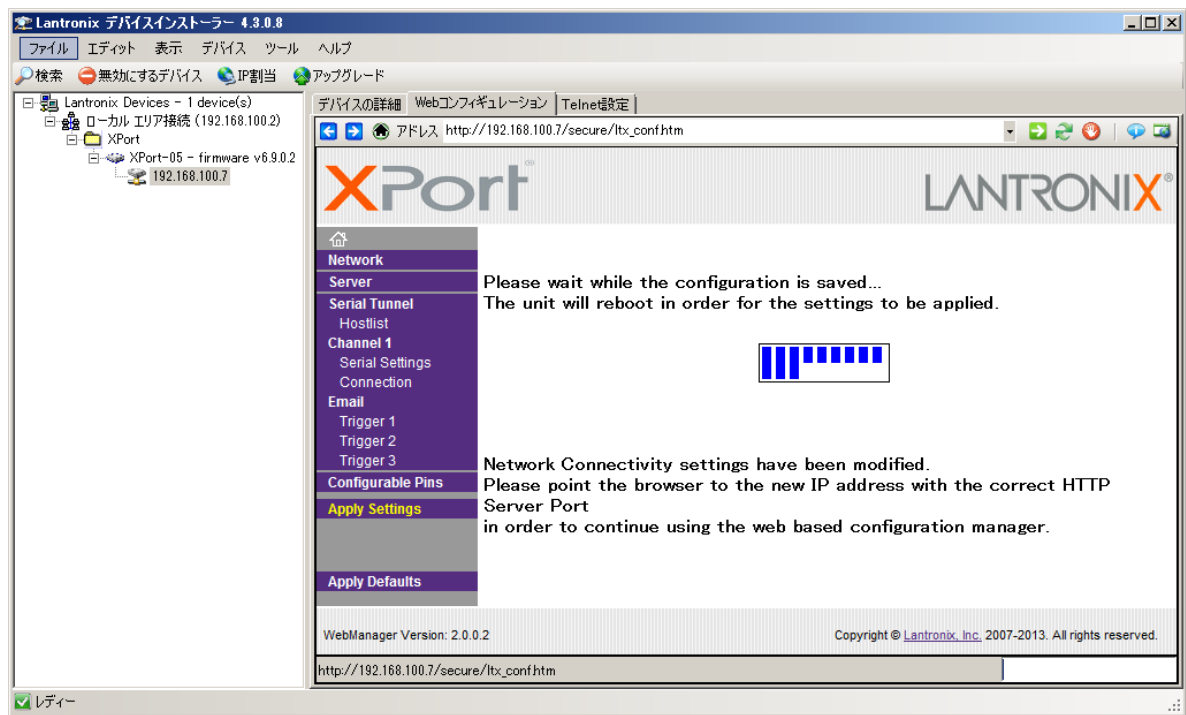 Lantronix デバイスインストーラー 4.3.0.8
ファイル エディット 表示 デバイス ツール ヘルプ
検索 無効にするデバイス IP割当 アップグレード
Lantronix Devices - 1 device(s)
ローカル エリア接続 (192.168.100.2)
XPort
XPort-05 - firmware v6.9.0.2
192.168.100.7
デバイスの詳細 Webコンフィギュレーション Telnet設定
アドレス http://192.168.100.7/secure/ltx_conf.htm
XPort®
LANTRONIX®
Network
Server
Serial Tunnel
Hostlist
Channel 1
Serial Settings
Connection
Email
Trigger 1
Trigger 2
Trigger 3
Configurable Pins
Apply Settings
Apply Defaults
Please wait while the configuration is saved...
The unit will reboot in order for the settings to be applied.
Network Connectivity settings have been modified.
Please point the browser to the new IP address with the correct HTTP
Server Port
in order to continue using the web based configuration manager.
WebManager Version: 2.0.0.2
Copyright © Lantronix, Inc. 2007-2013. All rights reserved.
http://192.168.100.7/secure/ltx_conf.htm
レディー